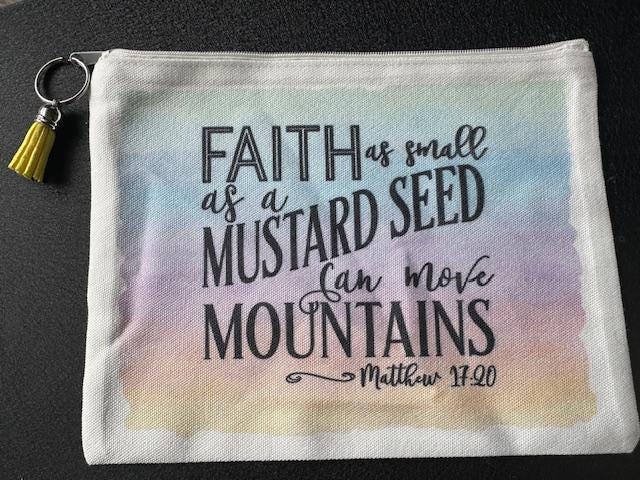 FAITH as small
as a
MUSTARD SEED
Can move
MOUNTAINS
Matthew 17:20